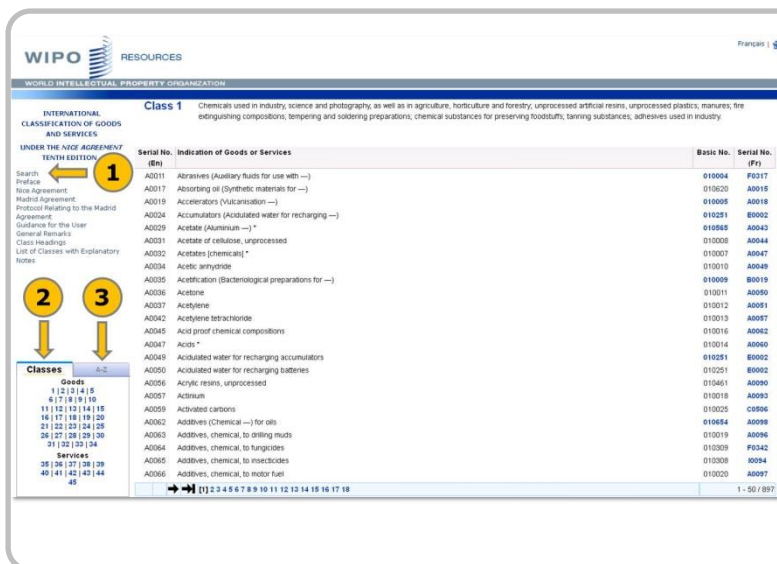 Français |
WIPO RESOURCES
WORLD INTELLECTUAL PROPERTY ORGANIZATION
INTERNATIONAL
CLASSIFICATION OF GOODS
AND SERVICES
UNDER THE NICE AGREEMENT
TENTH EDITION
1
Search
Preface
Nice Agreement
Madrid Agreement
Protocol Relating to the Madrid
Agreement
Guidance for the User
General Remarks
Class Headings
List of Classes with Explanatory
Notes
2 3
Classes A-Z
Goods
1 | 2 | 3 | 4 | 5
6 | 7 | 8 | 9 | 10
11 | 12 | 13 | 14 | 15
16 | 17 | 18 | 19 | 20
21 | 22 | 23 | 24 | 25
26 | 27 | 28 | 29 | 30
31 | 32 | 33 | 34
Services
35 | 36 | 37 | 38 | 39
40 | 41 | 42 | 43 | 44
45
Class 1 Chemicals used in industry, science and photography, as well as in agriculture, horticulture and forestry; unprocessed artificial resins, unprocessed plastics; manures; fire
extinguishing compositions; tempering and soldering preparations; chemical substances for preserving foodstuffs; tanning substances; adhesives used in industry.
Serial No. Indication of Goods or Services Basic No. Serial No.
(En) (Fr)
A0011 Abrasives (Auxiliary fluids for use with —) 010004 F0317
A0017 Absorbing oil (Synthetic materials for —) 010620 A0015
A0019 Accelerators (Vulcanisation —) 010005 A0018
A0024 Accumulators (Acidulated water for recharging —) 010251 E0002
A0029 Acetate (Aluminium —) * 010565 A0043
A0031 Acetate of cellulose, unprocessed 010008 A0044
A0032 Acetates [chemicals] * 010007 A0047
A0034 Acetic anhydride 010010 A0049
A0035 Acetification (Bacteriological preparations for —) 010009 B0019
A0036 Acetone 010011 A0050
A0037 Acetylene 010012 A0051
A0042 Acetylene tetrachloride 010013 A0057
A0045 Acid proof chemical compositions 010016 A0062
A0047 Acids * 010014 A0060
A0049 Acidulated water for recharging accumulators 010251 E0002
A0050 Acidulated water for recharging batteries 010251 E0002
A0056 Acrylic resins, unprocessed 010461 A0090
A0057 Actinium 010018 A0093
A0059 Activated carbons 010025 C0506
A0062 Additives (Chemical —) for oils 010654 A0098
A0063 Additives, chemical, to drilling muds 010019 A0096
A0064 Additives, chemical, to fungicides 010309 F0342
A0065 Additives, chemical, to insecticides 010308 I0094
A0066 Additives, chemical, to motor fuel 010020 A0097
[1] 2 3 4 5 6 7 8 9 10 11 12 13 14 15 16 17 18 1 - 50 / 897